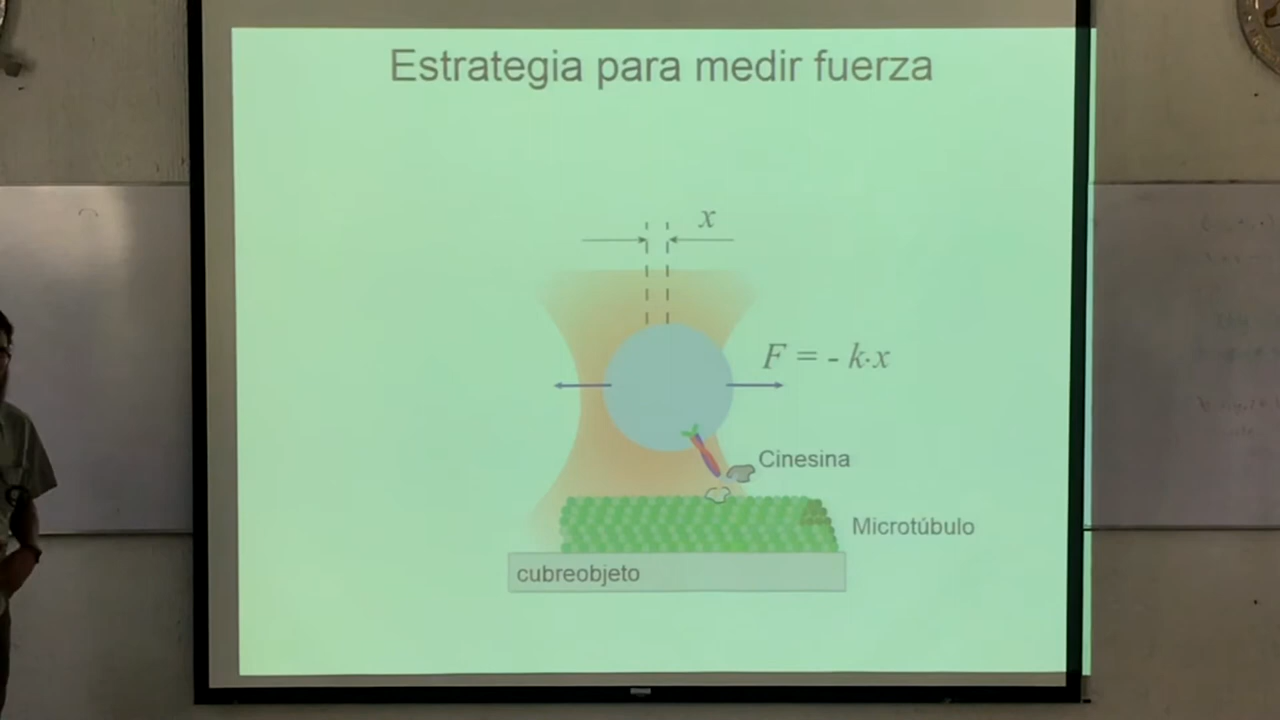 Estrategia para medir fuerza
x
F = - k·x
Cinesina
Microtúbulo
cubreobjeto